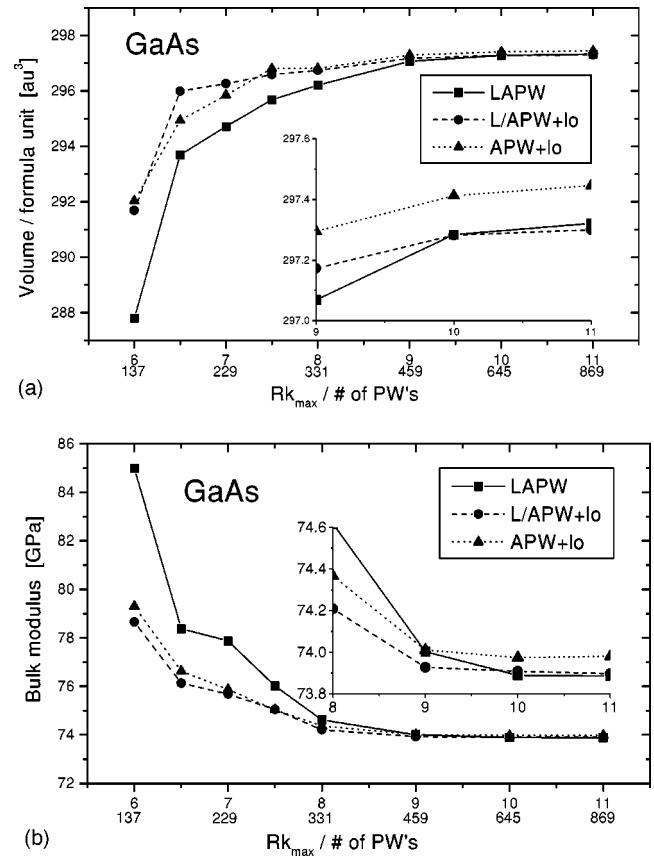 GaAs
Volume / formula unit [au³]
298
296
294
292
290
288
LAPW
L/APW+lo
APW+lo
297.6
297.4
297.2
297.0
9 10 11
6 7 8 9 10 11
137 229 331 459 645 869
(a)
Rkmax / # of PW's
GaAs
Bulk modulus [GPa]
86
84
82
80
78
76
74
72
LAPW
L/APW+lo
APW+lo
74.6
74.4
74.2
74.0
73.8
8 9 10 11
6 7 8 9 10 11
137 229 331 459 645 869
(b)
Rkmax / # of PW's